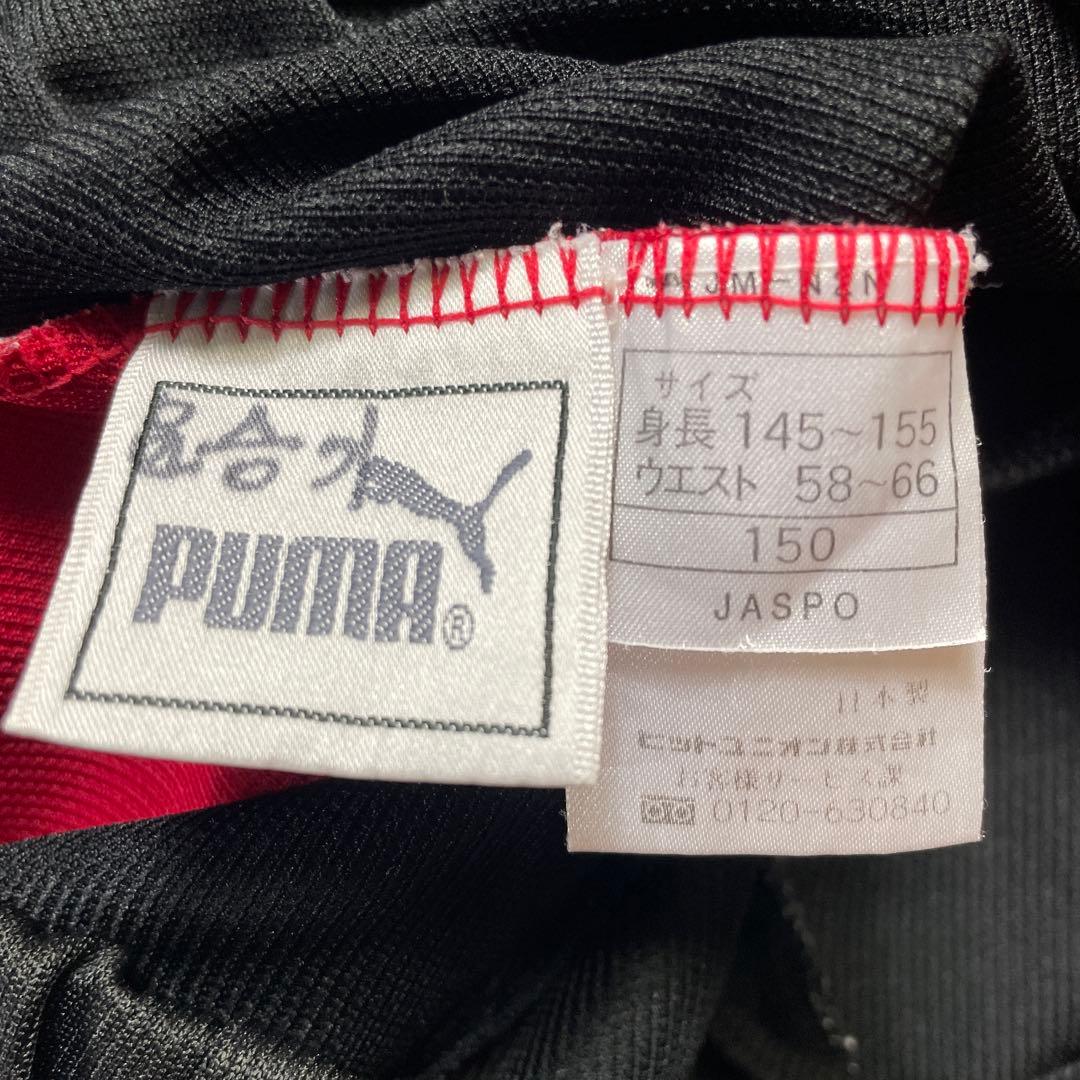 PUMA®
JM-N2N
サイズ
身長 145~155
ウエスト 58~66
150
JASPO
日本製
ヒットユニオン株式会社
お客様サービス課
0120-630840